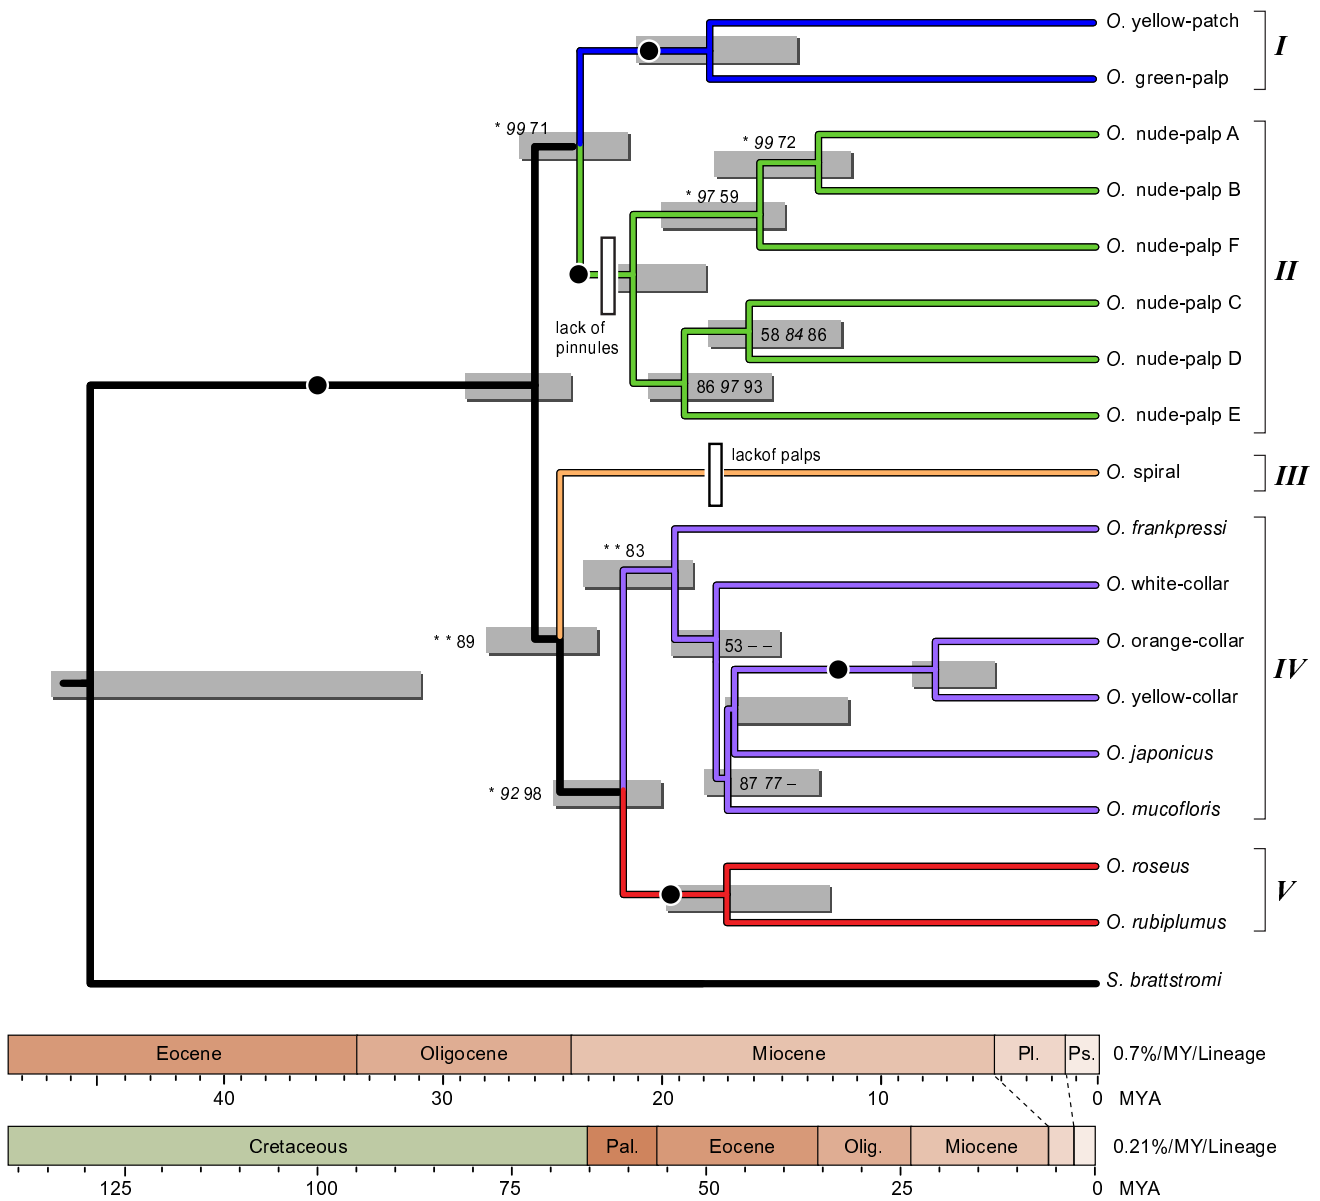 O. yellow-patch
I
O. green-palp
* 99 71
O. nude-palp A
* 99 72
O. nude-palp B
* 97 59
O. nude-palp F
II
O. nude-palp C
lack of
pinnules
58 84 86
O. nude-palp D
86 97 93
O. nude-palp E
lackof palps
O. spiral
III
O. frankpressi
* * 83
O. white-collar
* * 89
53 – –
O. orange-collar
IV
O. yellow-collar
O. japonicus
87 77 –
* 92 98
O. mucofloris
O. roseus
V
O. rubiplumus
S. brattstromi
Eocene Oligocene Miocene Pl. Ps. 0.7%/MY/Lineage
40 30 20 10 0 MYA
Cretaceous Pal. Eocene Olig. Miocene 0.21%/MY/Lineage
125 100 75 50 25 0 MYA